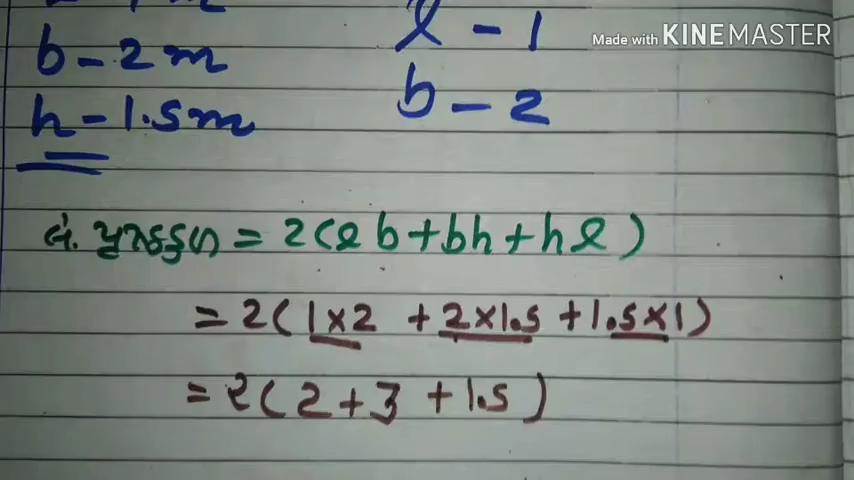 l - 1
Made with KINEMASTER
b - 2m
b - 2
h - 1.5m
= 2(lb+bh+hl)
= 2(1×2 + 2×1.5 + 1.5×1)
= 2(2+3+1.5)